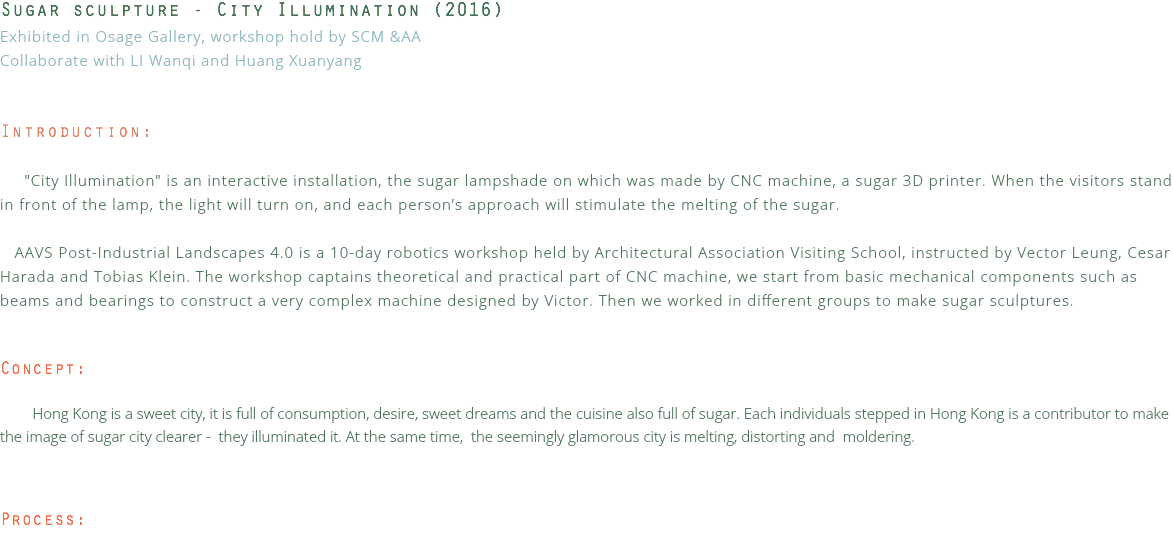 Sugar sculpture - City Illumination (2016)
Exhibited in Osage Gallery, workshop hold by SCM &AA
Collaborate with LI Wanqi and Huang Xuanyang
Introduction:
"City Illumination" is an interactive installation, the sugar lampshade on which was made by CNC machine, a sugar 3D printer. When the visitors stand
in front of the lamp, the light will turn on, and each person’s approach will stimulate the melting of the sugar.
AAVS Post-Industrial Landscapes 4.0 is a 10-day robotics workshop held by Architectural Association Visiting School, instructed by Vector Leung, Cesar
Harada and Tobias Klein. The workshop captains theoretical and practical part of CNC machine, we start from basic mechanical components such as
beams and bearings to construct a very complex machine designed by Victor. Then we worked in different groups to make sugar sculptures.
Concept:
Hong Kong is a sweet city, it is full of consumption, desire, sweet dreams and the cuisine also full of sugar. Each individuals stepped in Hong Kong is a contributor to make
the image of sugar city clearer -  they illuminated it. At the same time,  the seemingly glamorous city is melting, distorting and  moldering.
Process: